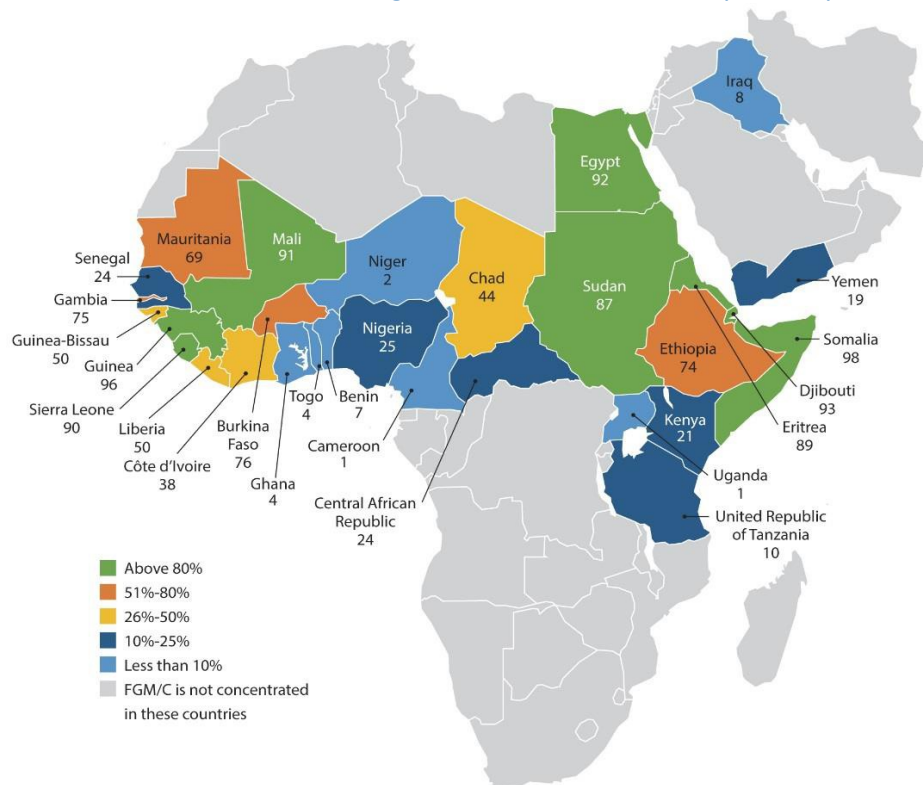 Iraq
8
Egypt
92
Mauritania
69
Mali
91
Niger
2
Chad
44
Sudan
87
Yemen
19
Senegal
24
Gambia
75
Guinea-Bissau
50
Guinea
96
Sierra Leone
90
Liberia
50
Côte d'Ivoire
38
Burkina
Faso
76
Ghana
4
Togo
4
Benin
7
Nigeria
25
Cameroon
1
Central African
Republic
24
Ethiopia
74
Somalia
98
Djibouti
93
Eritrea
89
Kenya
21
Uganda
1
United Republic
of Tanzania
10
Above 80%
51%-80%
26%-50%
10%-25%
Less than 10%
FGM/C is not concentrated
in these countries